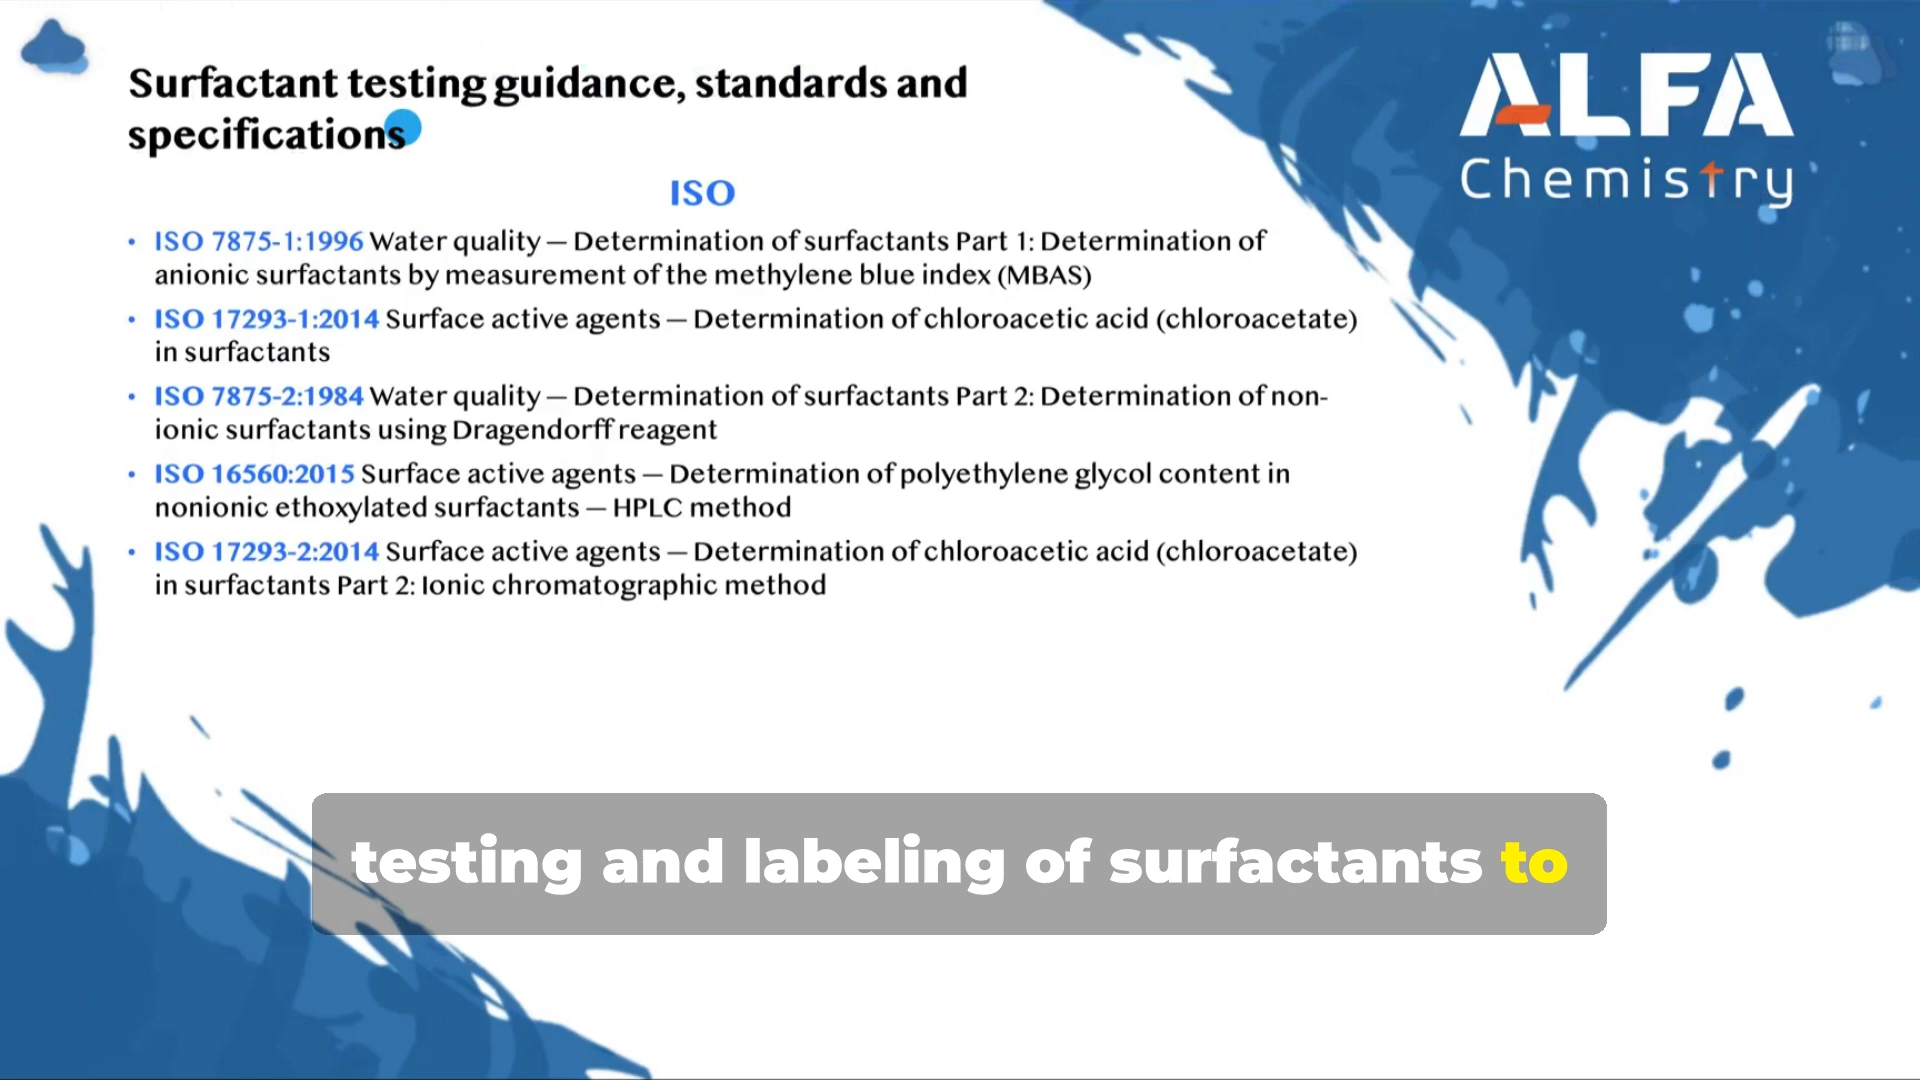 Surfactant testing guidance, standards and
specifications
ALFA
Chemistry
ISO
• ISO 7875-1:1996 Water quality — Determination of surfactants Part 1: Determination of
anionic surfactants by measurement of the methylene blue index (MBAS)
• ISO 17293-1:2014 Surface active agents — Determination of chloroacetic acid (chloroacetate)
in surfactants
• ISO 7875-2:1984 Water quality — Determination of surfactants Part 2: Determination of non-
ionic surfactants using Dragendorff reagent
• ISO 16560:2015 Surface active agents — Determination of polyethylene glycol content in
nonionic ethoxylated surfactants — HPLC method
• ISO 17293-2:2014 Surface active agents — Determination of chloroacetic acid (chloroacetate)
in surfactants Part 2: Ionic chromatographic method
testing and labeling of surfactants to